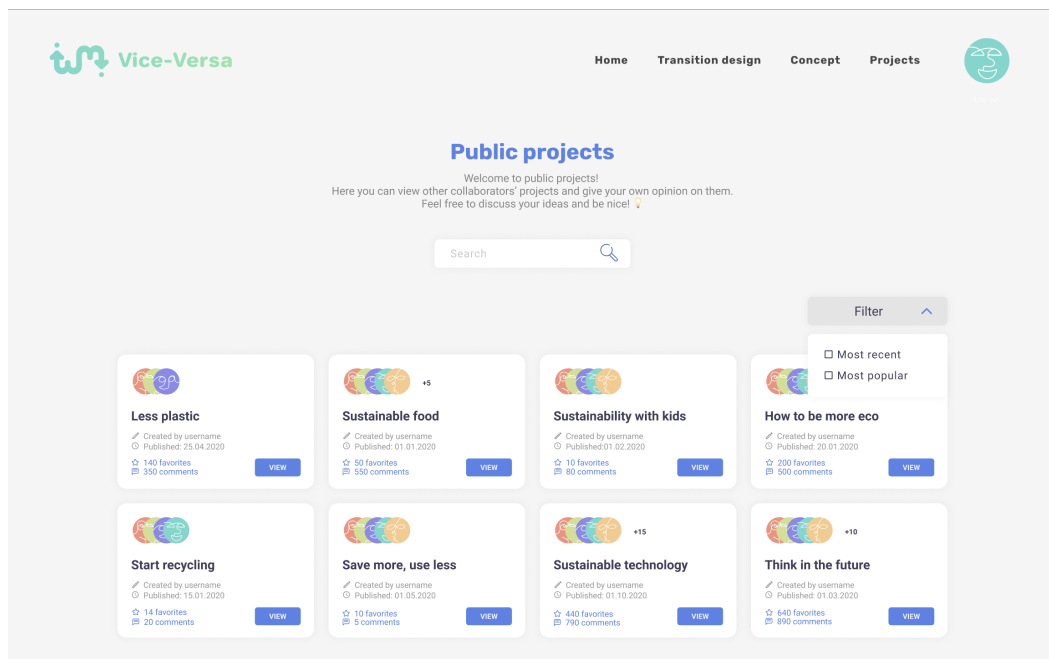 Vice-Versa
Home Transition design Concept Projects
Public projects
Welcome to public projects!
Here you can view other collaborators' projects and give your own opinion on them.
Feel free to discuss your ideas and be nice! 💡
Search
Filter
Most recent
Most popular
Less plastic
Created by username
Published: 25.04.2020
140 favorites
350 comments
VIEW
+5
Sustainable food
Created by username
Published: 01.01.2020
50 favorites
550 comments
VIEW
Sustainability with kids
Created by username
Published:01.02.2020
10 favorites
80 comments
VIEW
How to be more eco
Created by username
Published: 20.01.2020
200 favorites
500 comments
VIEW
Start recycling
Created by username
Published: 15.01.2020
14 favorites
20 comments
VIEW
Save more, use less
Created by username
Published: 01.05.2020
10 favorites
5 comments
VIEW
+15
Sustainable technology
Created by username
Published: 01.10.2020
440 favorites
790 comments
VIEW
+10
Think in the future
Created by username
Published: 01.03.2020
640 favorites
890 comments
VIEW